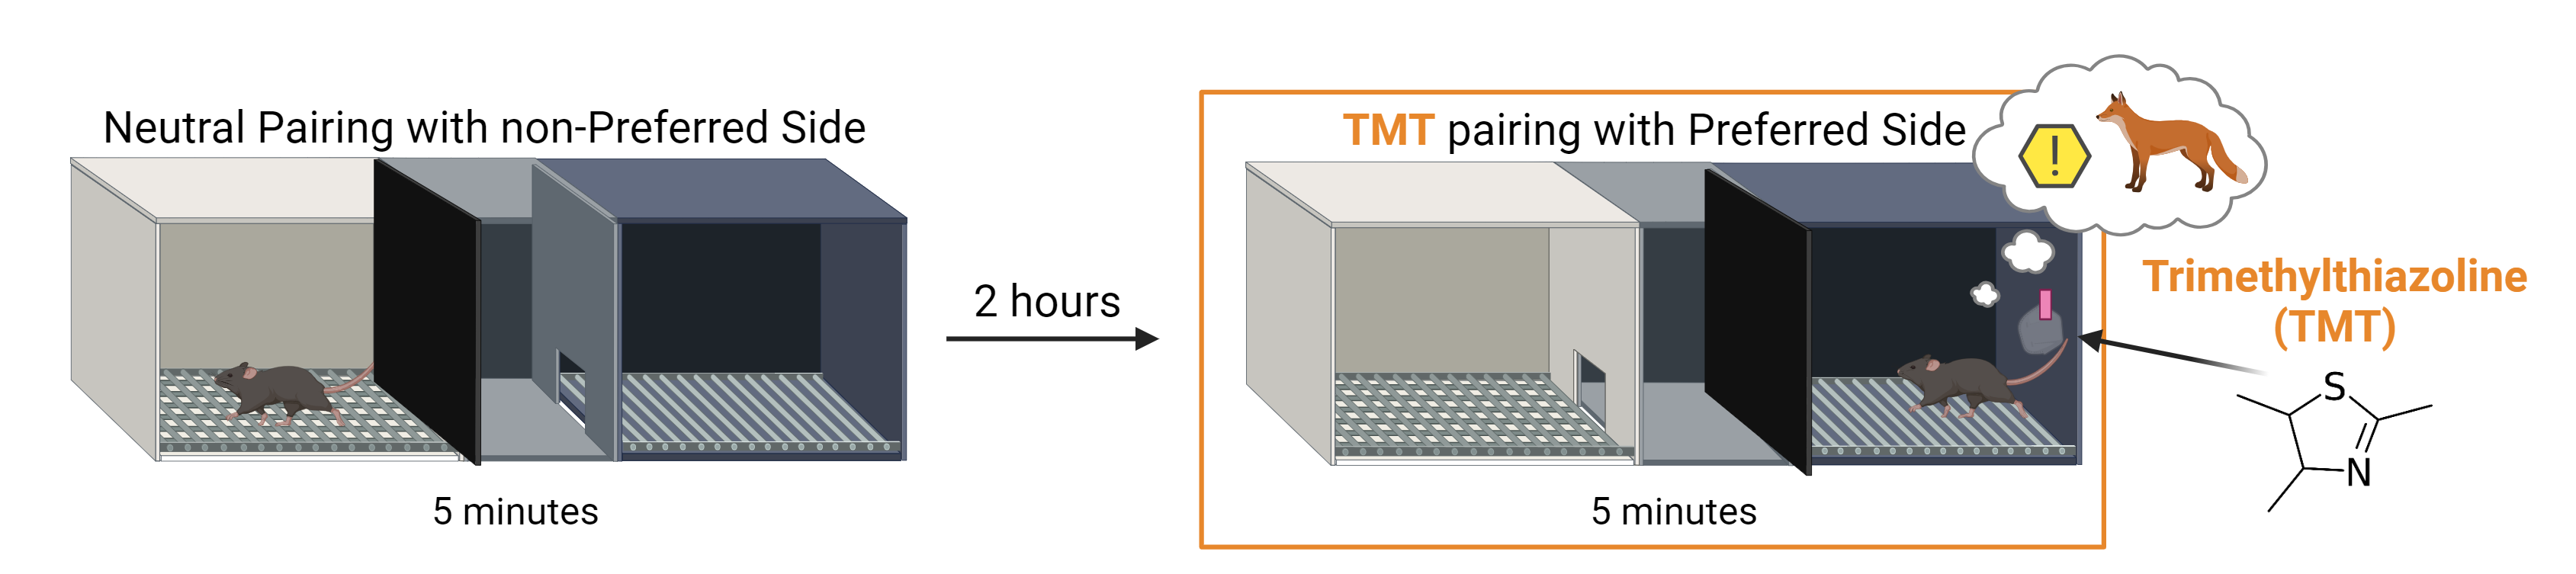 Neutral Pairing with non-Preferred Side
5 minutes
2 hours
TMT pairing with Preferred Side
!
5 minutes
Trimethylthiazoline
(TMT)
S
N